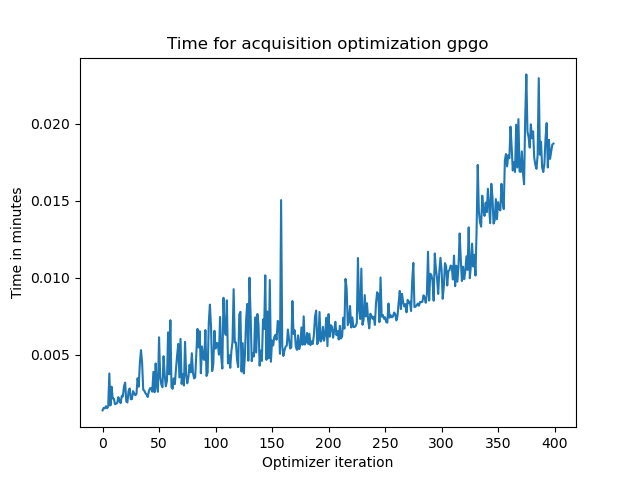 Time for acquisition optimization gpgo
Time in minutes
0.020
0.015
0.010
0.005
0 50 100 150 200 250 300 350 400
Optimizer iteration